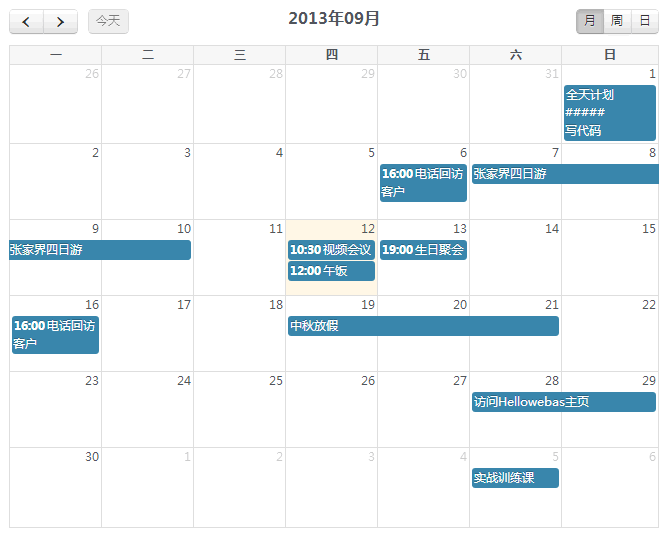 今天 2013年09月 月 周 日
一 二 三 四 五 六 日
26 27 28 29 30 31 1
全天计划
#####
写代码
2 3 4 5 6 7 8
16:00 电话回访
客户
张家界四日游
9 10 11 12 13 14 15
张家界四日游 10:30 视频会议 19:00 生日聚会
12:00 午饭
16 17 18 19 20 21 22
16:00 电话回访
客户
中秋放假
23 24 25 26 27 28 29
访问Hellowebas主页
30 1 2 3 4 5 6
实战训练课